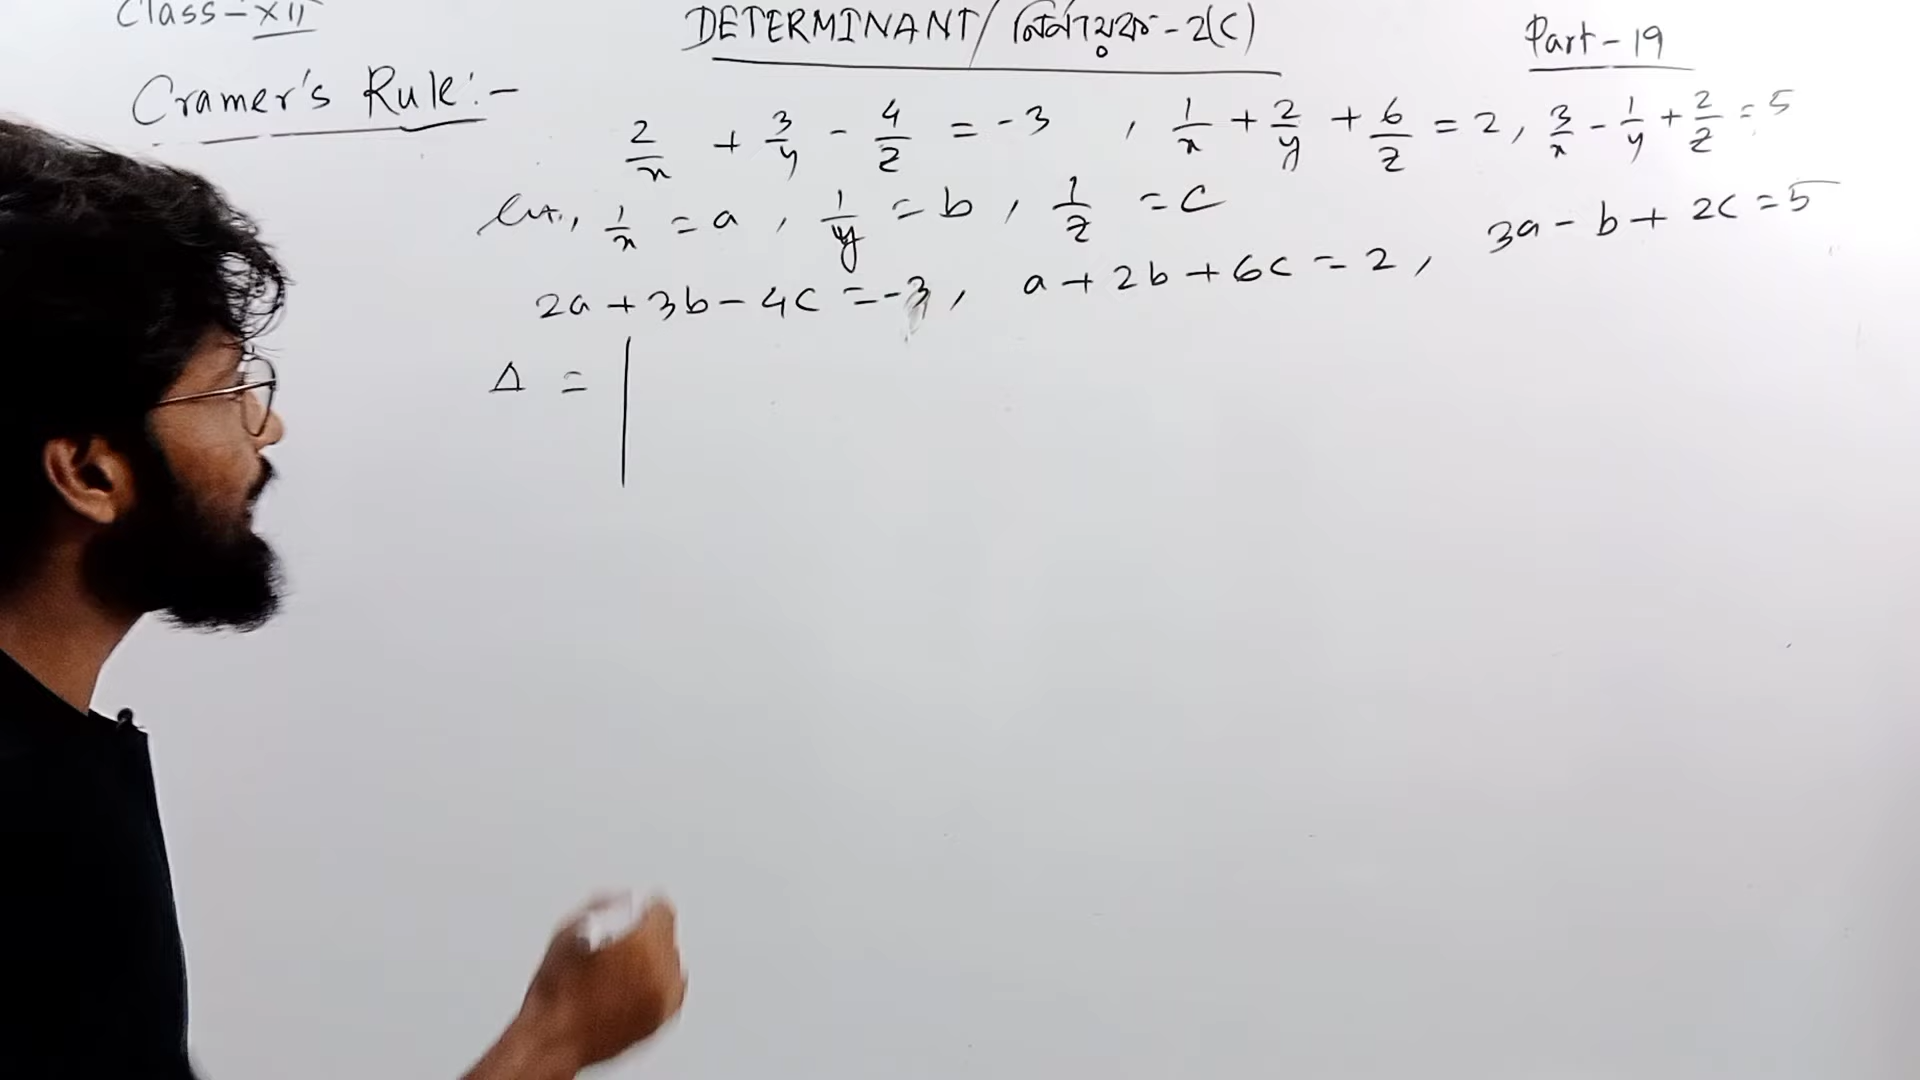 Class-XII
DETERMINANT/ নিৰ্ণায়ক-2(C)
Part-19
Cramer's Rule:-
2/x + 3/y - 4/z = -3 , 1/x + 2/y + 6/z = 2, 3/x - 1/y + 2/z = 5
Let, 1/x = a , 1/y = b , 1/z = c
2a + 3b - 4c = -3 , a + 2b + 6c = 2 , 3a - b + 2c = 5
Δ = |